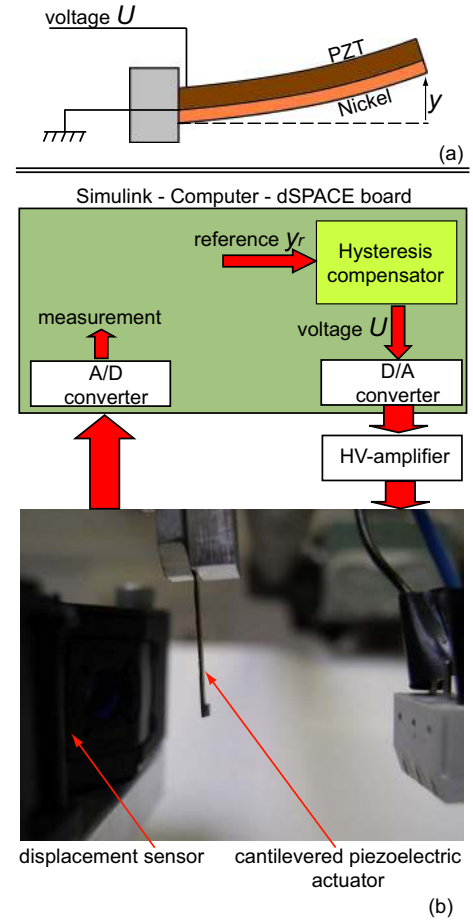 voltage U
PZT
Nickel
y
(a)
Simulink - Computer - dSPACE board
reference yr
Hysteresis
compensator
measurement
voltage U
A/D
converter
D/A
converter
HV-amplifier
displacement sensor
cantilevered piezoelectric
actuator
(b)